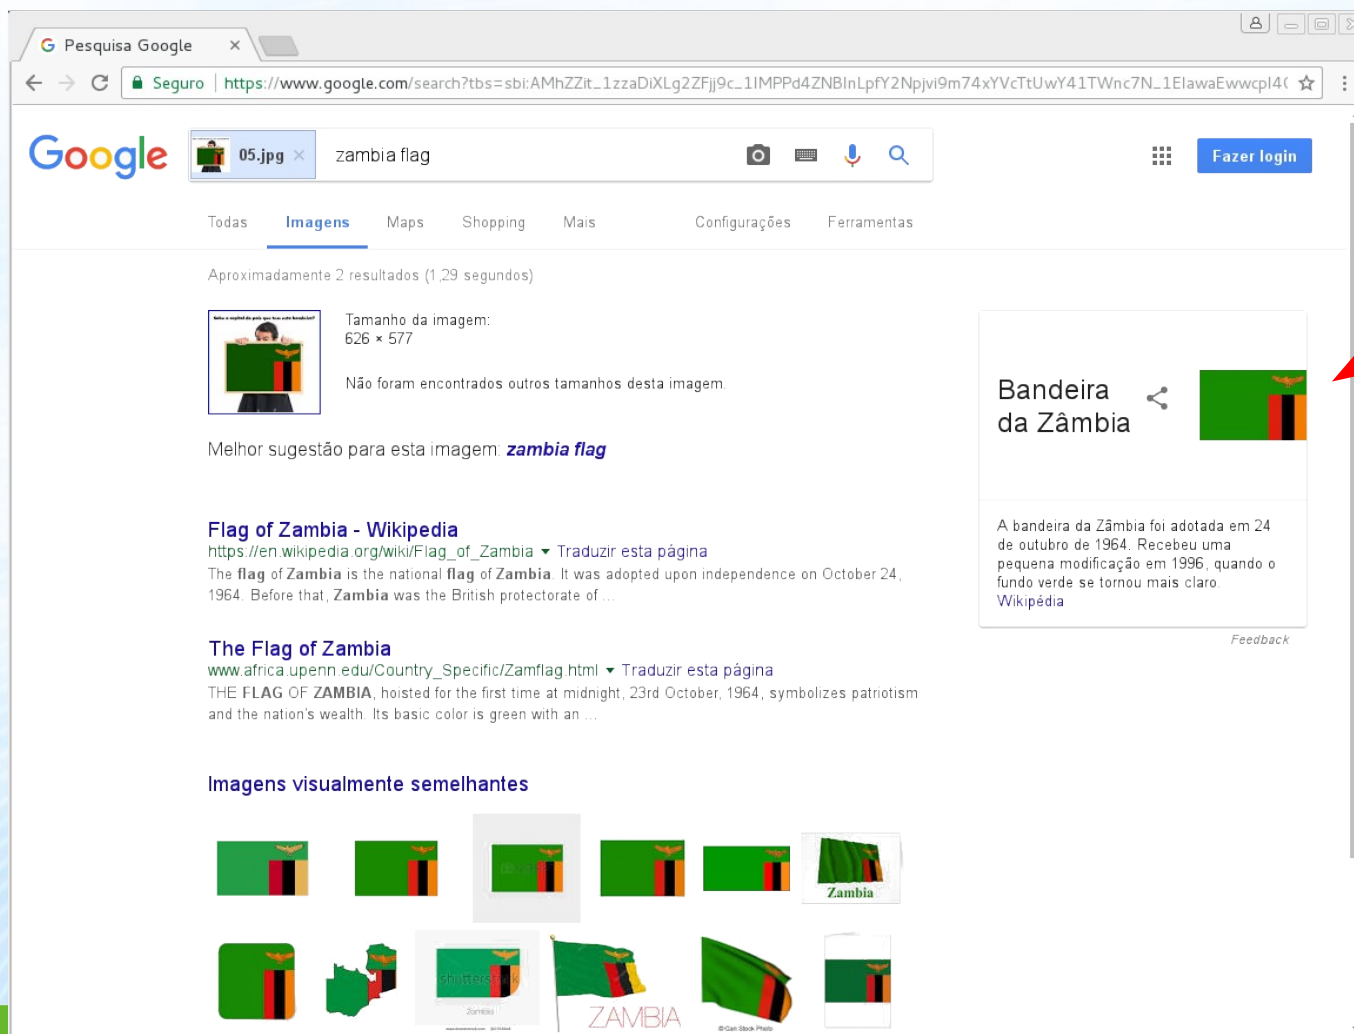 Pesquisa Google
Seguro https://www.google.com/search?tbs=sbi:
Google 05.jpg zambia flag Fazer login
Todas Imagens Maps Shopping Mais Configurações Ferramentas
Aproximadamente 2 resultados (1,29 segundos)
Tamanho da imagem:
626 × 577
Não foram encontrados outros tamanhos desta imagem.
Melhor sugestão para esta imagem: zambia flag
Flag of Zambia - Wikipedia
https://en.wikipedia.org/wiki/Flag_of_Zambia Traduzir esta página
The flag of Zambia is the national flag of Zambia. It was adopted upon independence on October 24,
1964. Before that, Zambia was the British protectorate of ...
The Flag of Zambia
www.africa.upenn.edu/Country_Specific/Zamflag.html Traduzir esta página
THE FLAG OF ZAMBIA, hoisted for the first time at midnight, 23rd October, 1964, symbolizes patriotism
and the nation's wealth. Its basic color is green with an ...
Imagens visualmente semelhantes
Zambia
shutterstock
Zambia
ZAMBIA
© Can Stock Photo
Bandeira
da Zâmbia
A bandeira da Zâmbia foi adotada em 24
de outubro de 1964. Recebeu uma
pequena modificação em 1996, quando o
fundo verde se tornou mais claro.
Wikipédia
Feedback